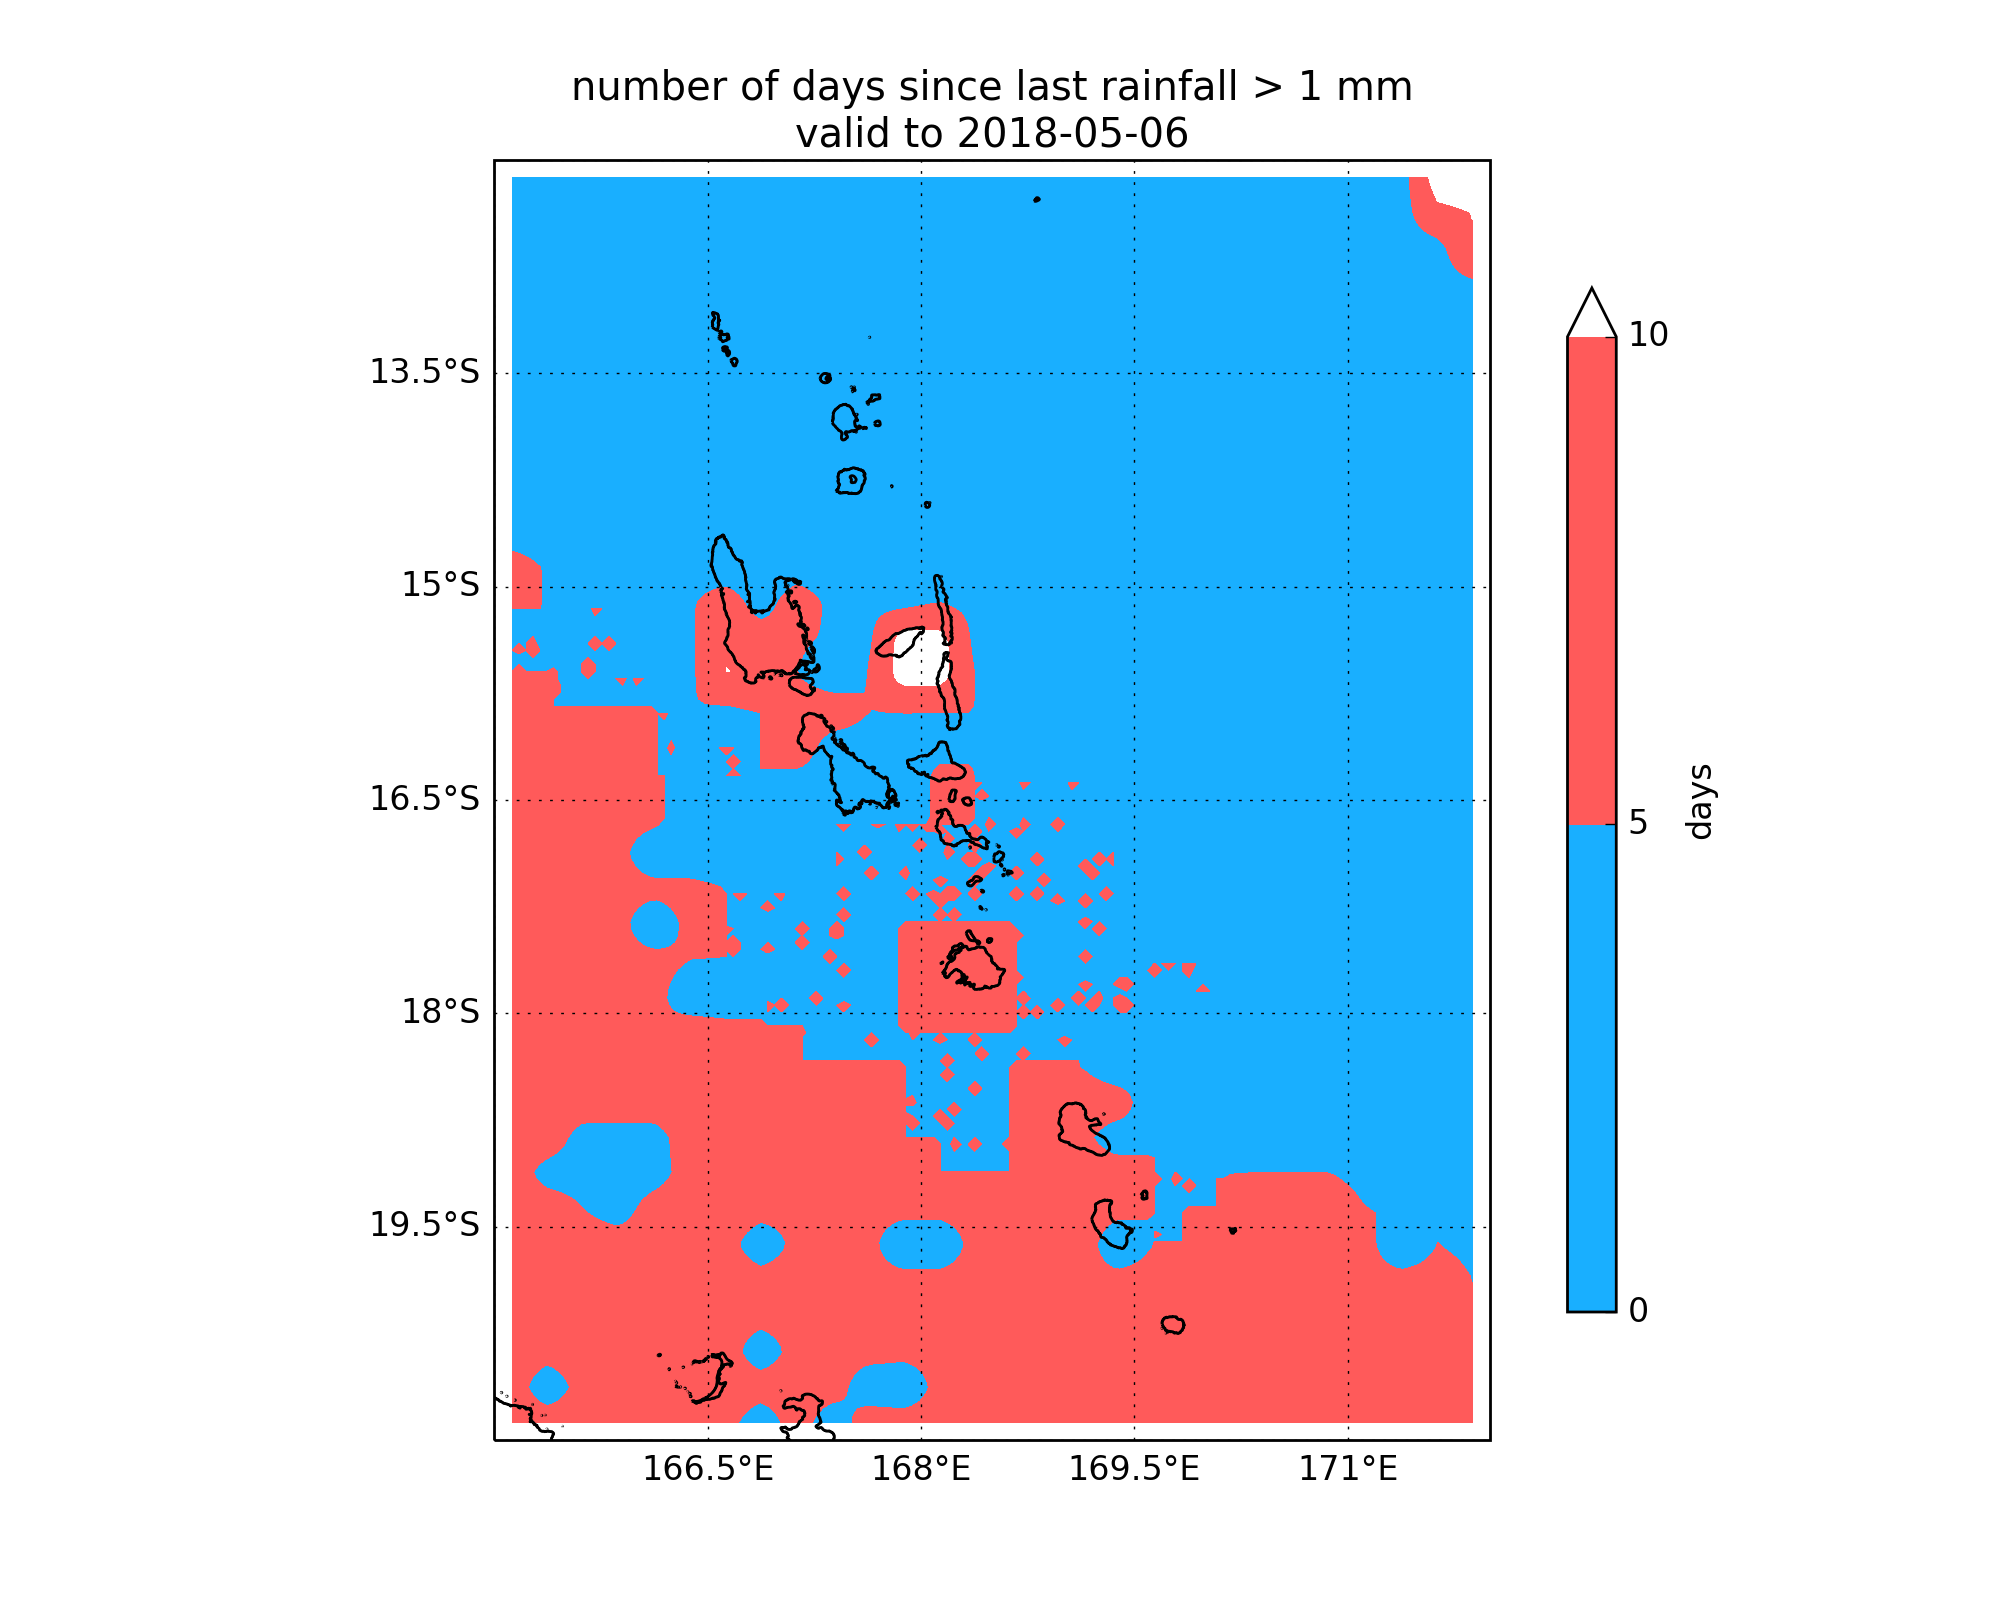 number of days since last rainfall > 1 mm
valid to 2018-05-06
13.5°S
15°S
16.5°S
18°S
19.5°S
166.5°E
168°E
169.5°E
171°E
10
5
0
days